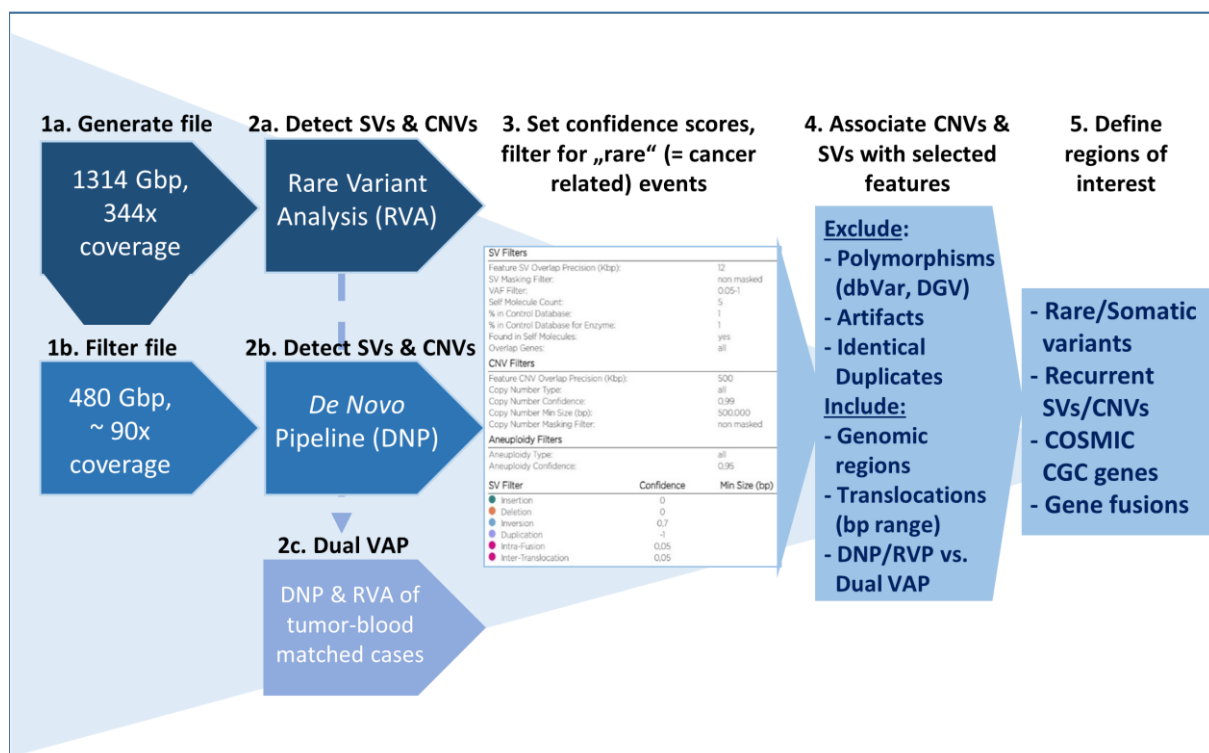 1a. Generate file
1314 Gbp,
344x
coverage
1b. Filter file
480 Gbp,
~ 90x
coverage
2a. Detect SVs & CNVs
Rare Variant
Analysis (RVA)
2b. Detect SVs & CNVs
De Novo
Pipeline (DNP)
2c. Dual VAP
DNP & RVA of
tumor-blood
matched cases
3. Set confidence scores,
filter for „rare“ (= cancer
related) events
SV Filters
Feature SV Overlap Precision (Kbp): 12
SV Masking Filter: non masked
VAF Filter: 0.05-1
Self Molecule Count: 5
% in Control Database: 1
% in Control Database for Enzyme: 1
Found in Self Molecules: yes
Overlap Genes: all
CNV Filters
Feature CNV Overlap Precision (Kbp): 500
Copy Number Type: all
Copy Number Confidence: 0,99
Copy Number Min Size (bp): 500.000
Copy Number Masking Filter: non masked
Aneuploidy Filters
Aneuploidy Type: all
Aneuploidy Confidence: 0,95
SV Filter Confidence Min Size (bp)
Insertion 0
Deletion 0
Inversion 0,7
Duplication -1
Intra-Fusion 0,05
Inter-Translocation 0,05
4. Associate CNVs &
SVs with selected
features
Exclude:
- Polymorphisms
(dbVar, DGV)
- Artifacts
- Identical
Duplicates
Include:
- Genomic
regions
- Translocations
(bp range)
- DNP/RVP vs.
Dual VAP
5. Define
regions of
interest
- Rare/Somatic
variants
- Recurrent
SVs/CNVs
- COSMIC
CGC genes
- Gene fusions